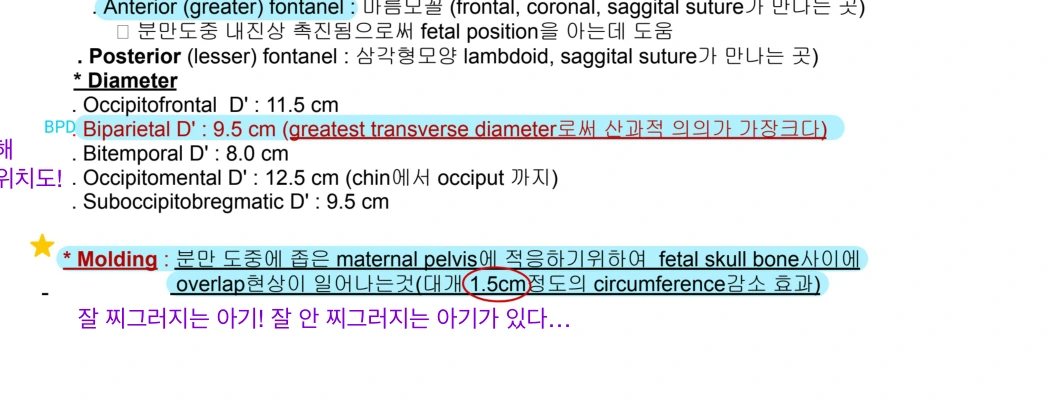 . Anterior (greater) fontanel : 마름모꼴 (frontal, coronal, saggital suture가 만나는 곳)
□ 분만도중 내진상 촉진됨으로써 fetal position을 아는데 도움
. Posterior (lesser) fontanel : 삼각형모양 lambdoid, saggital suture가 만나는 곳)
* Diameter
. Occipitofrontal D' : 11.5 cm
BPD . Biparietal D' : 9.5 cm (greatest transverse diameter로써 산과적 의의가 가장크다)
해
. Bitemporal D' : 8.0 cm
위치도!
. Occipitomental D' : 12.5 cm (chin에서 occiput 까지)
. Suboccipitobregmatic D' : 9.5 cm
* Molding : 분만 도중에 좁은 maternal pelvis에 적응하기위하여 fetal skull bone사이에
- overlap현상이 일어나는것(대개 1.5cm정도의 circumference감소 효과)
잘 찌그러지는 아기! 잘 안 찌그러지는 아기가 있다...